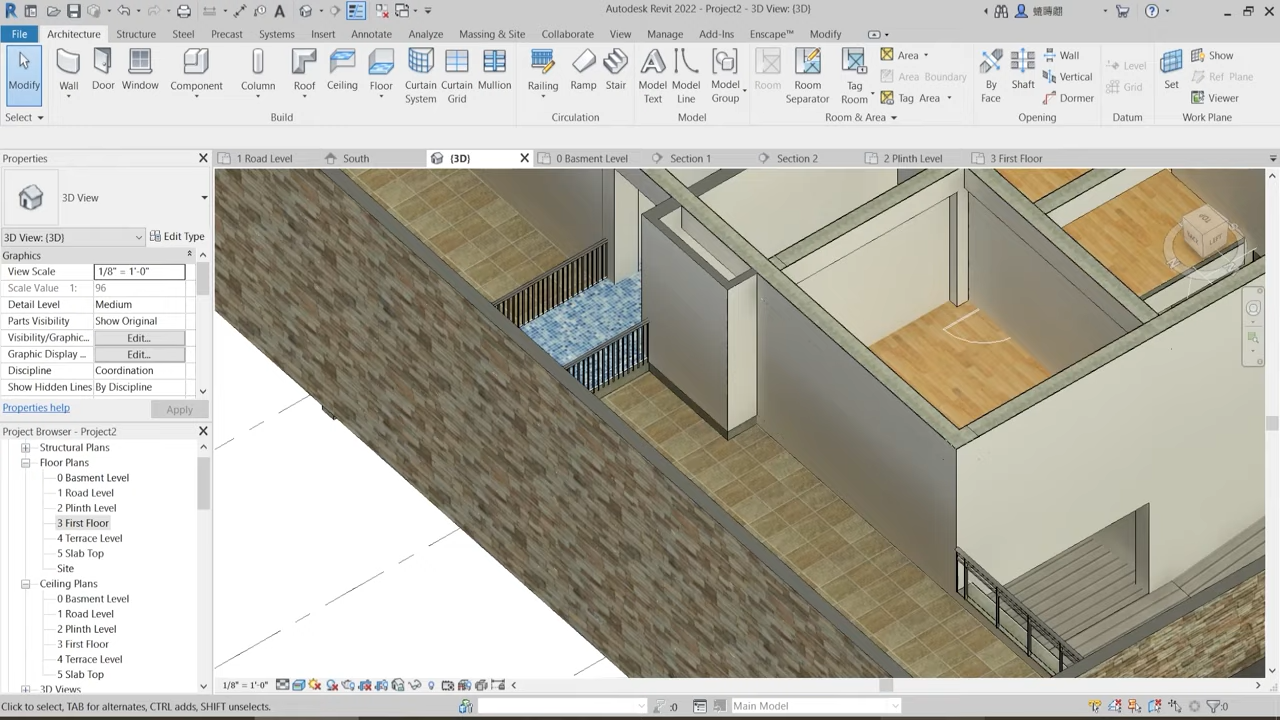 Autodesk Revit 2022 - Project2 - 3D View: {3D}
File Architecture Structure Steel Precast Systems Insert Annotate Analyze Massing & Site Collaborate View Manage Add-Ins Enscape™ Modify
Modify Wall Door Window Component Column Roof Ceiling Floor Curtain System Curtain Grid Mullion Railing Ramp Stair Model Text Model Line Model Group Room Room Separator Tag Room Area Area Boundary Tag Area By Face Shaft Wall Vertical Dormer Level Grid Set Show Ref Plane Viewer
Select Build Circulation Model Room & Area Opening Datum Work Plane
Properties 1 Road Level South {3D} 0 Basment Level Section 1 Section 2 2 Plinth Level 3 First Floor
3D View
3D View: {3D} Edit Type
Graphics
View Scale 1/8" = 1'-0"
Scale Value 1: 96
Detail Level Medium
Parts Visibility Show Original
Visibility/Graphic... Edit...
Graphic Display ... Edit...
Discipline Coordination
Show Hidden Lines By Discipline
Properties help Apply
Project Browser - Project2
Structural Plans
Floor Plans
0 Basment Level
1 Road Level
2 Plinth Level
3 First Floor
4 Terrace Level
5 Slab Top
Site
Ceiling Plans
0 Basment Level
1 Road Level
2 Plinth Level
3 First Floor
4 Terrace Level
5 Slab Top
3D Views
1/8" = 1'-0"
Click to select, TAB for alternates, CTRL adds, SHIFT unselects. :0 Main Model :0